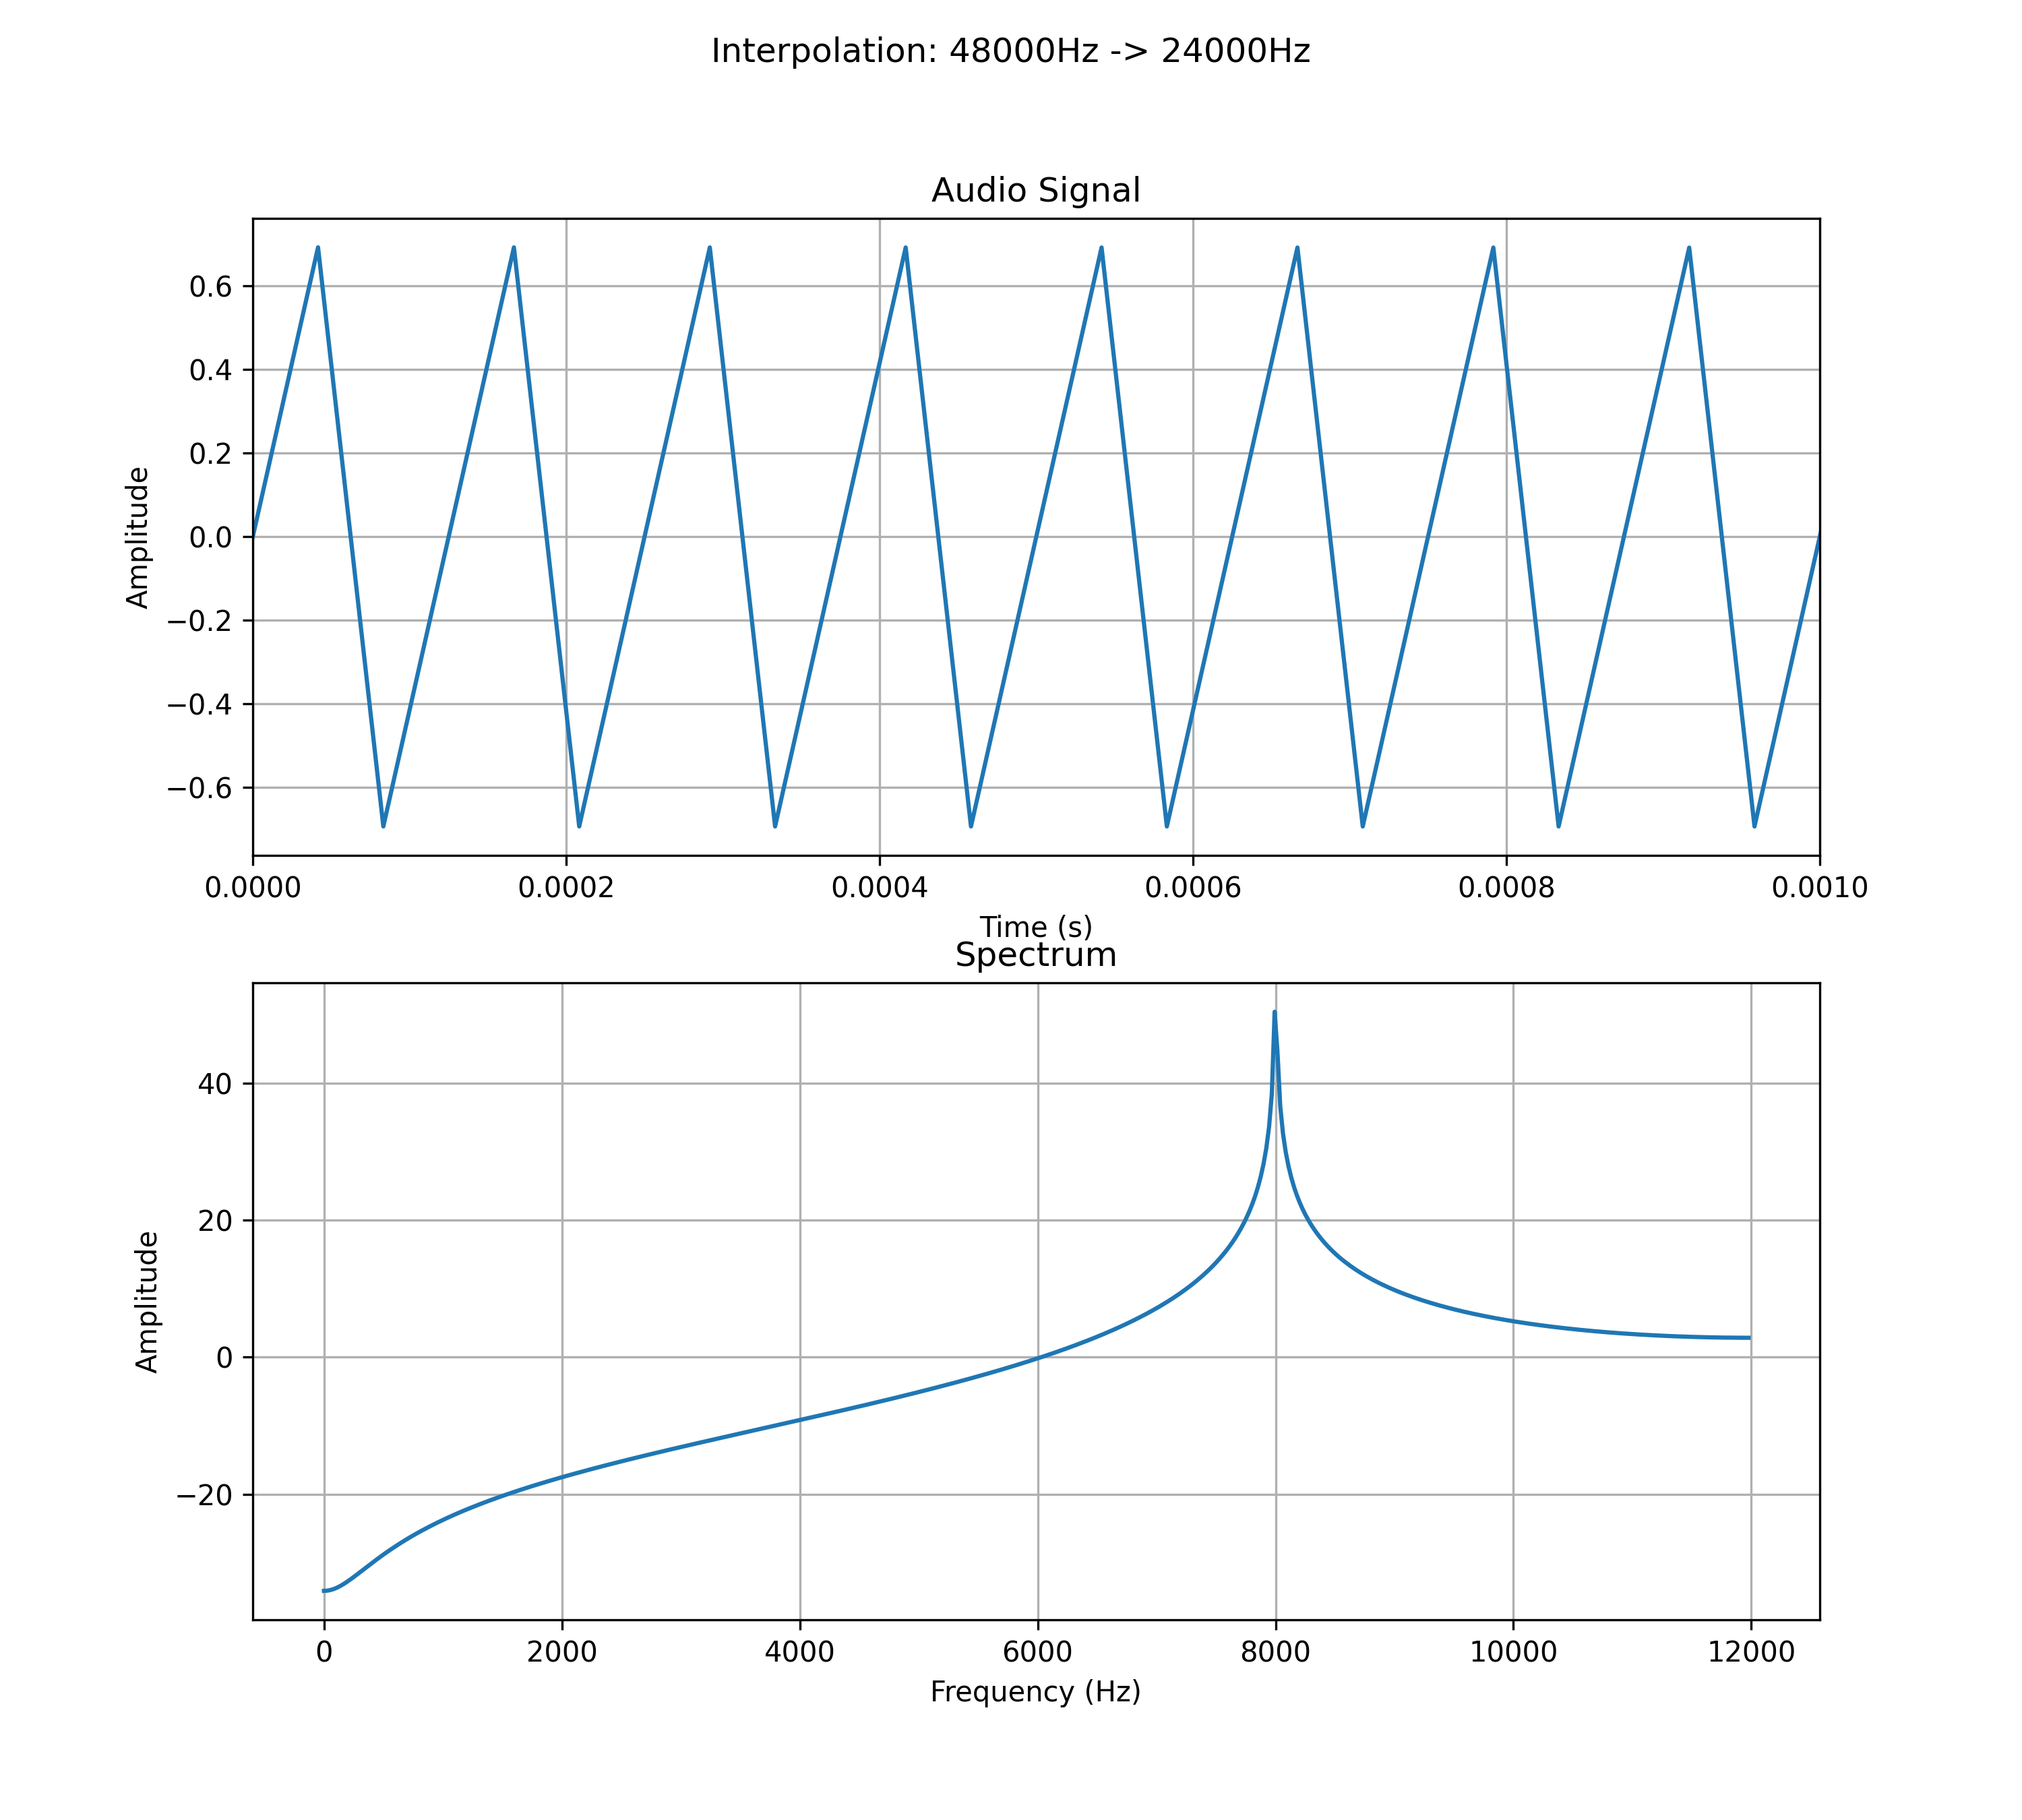 Interpolation: 48000Hz -> 24000Hz
Audio Signal
Amplitude
0.6
0.4
0.2
0.0
−0.2
−0.4
−0.6
0.0000 0.0002 0.0004 0.0006 0.0008 0.0010
Time (s)
Spectrum
Amplitude
40
20
0
−20
0 2000 4000 6000 8000 10000 12000
Frequency (Hz)